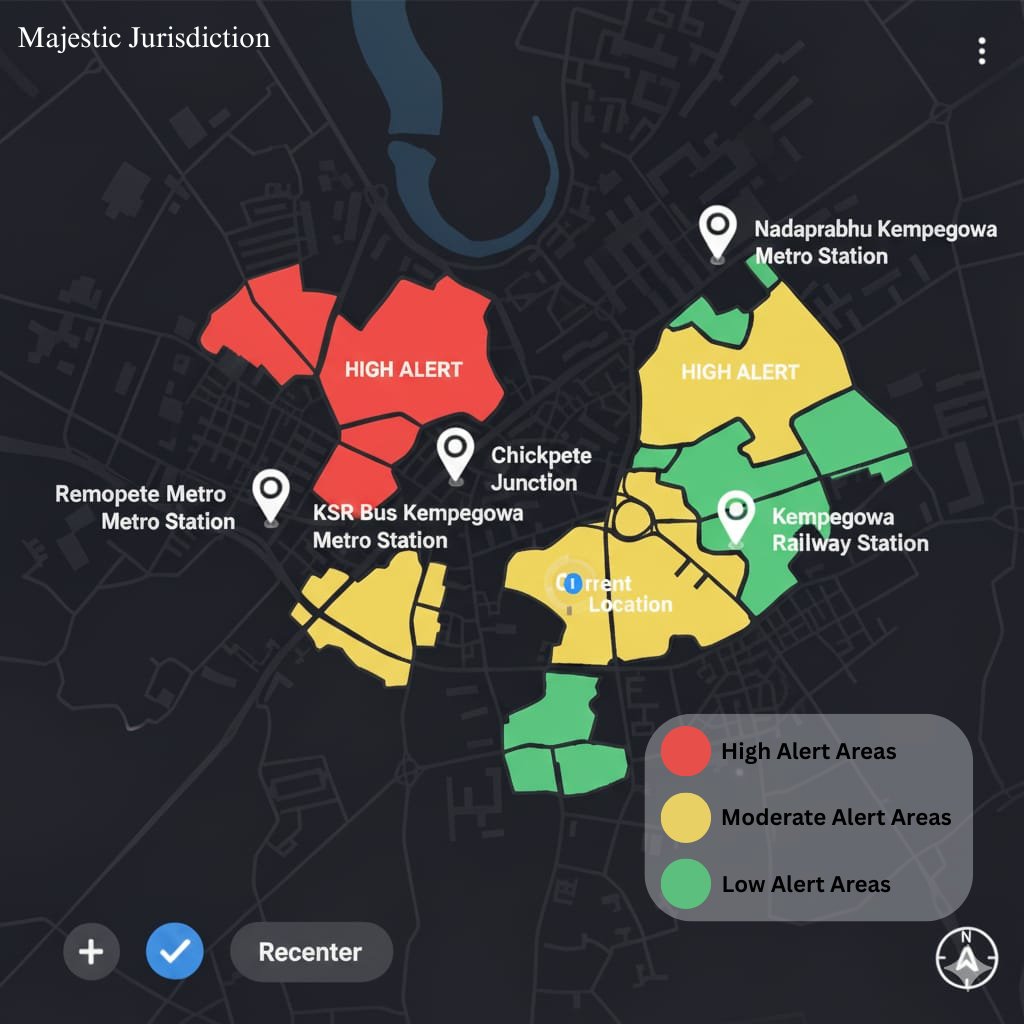 Majestic Jurisdiction
Nadaprabhu Kempegowa
Metro Station
HIGH ALERT
HIGH ALERT
Chickpete
Junction
Remopete Metro
Metro Station
KSR Bus Kempegowa
Metro Station
Kempegowa
Railway Station
Location
High Alert Areas
Moderate Alert Areas
Low Alert Areas
Recenter
N